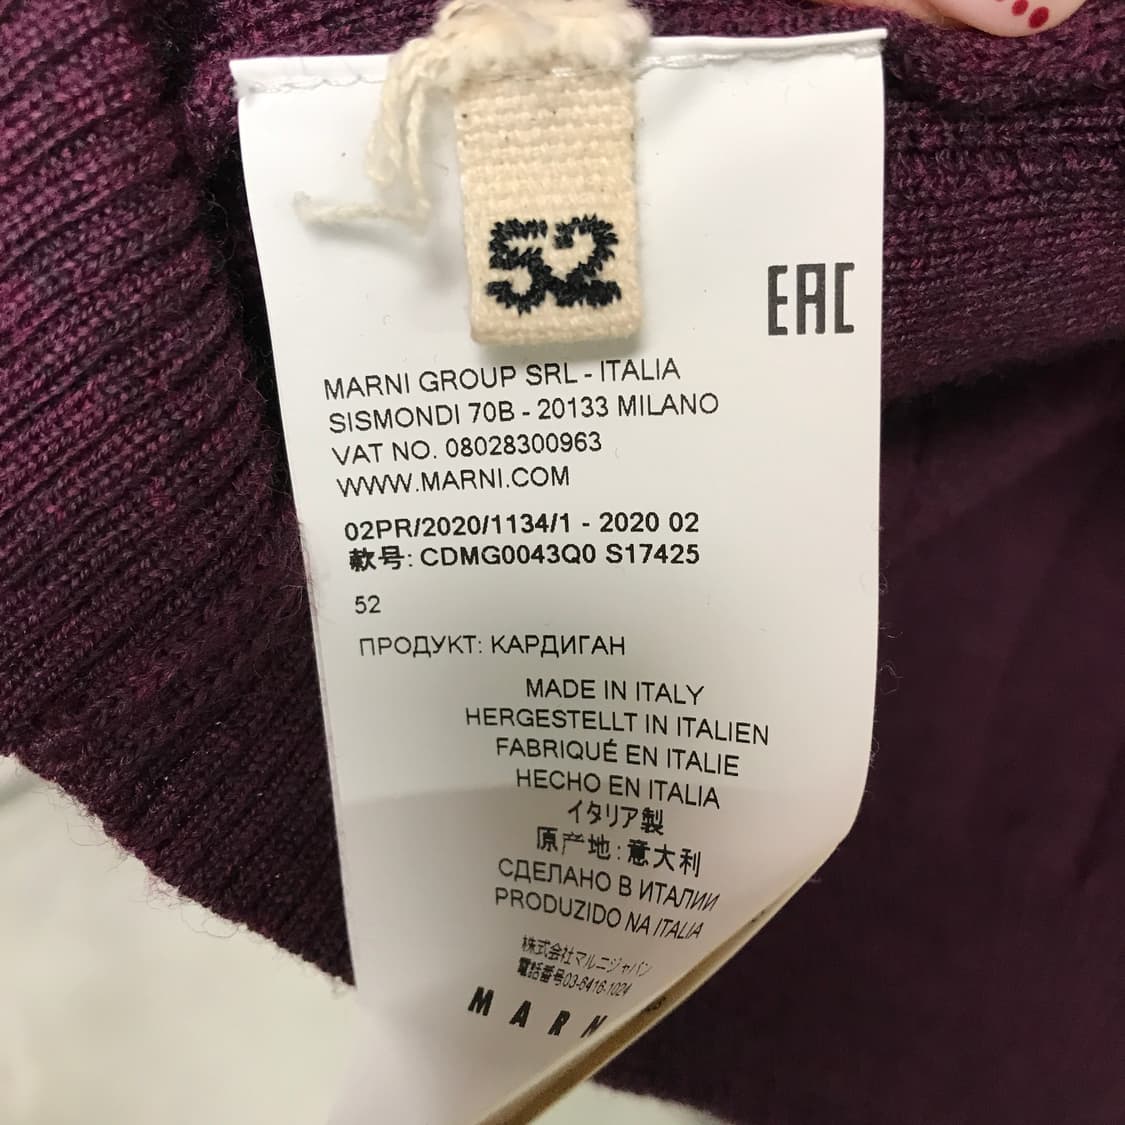 52
EAC
MARNI GROUP SRL - ITALIA
SISMONDI 70B - 20133 MILANO
VAT NO. 08028300963
WWW.MARNI.COM
02PR/2020/1134/1 - 2020 02
款号: CDMG0043Q0 S17425
52
ПРОДУКТ: КАРДИГАН
MADE IN ITALY
HERGESTELLT IN ITALIEN
FABRIQUÉ EN ITALIE
HECHO EN ITALIA
イタリア製
原产地:意大利
СДЕЛАНО В ИТАЛИИ
PRODUZIDO NA ITALIA
株式会社マルニジャパン
電話番号03-6416-1024
MARN